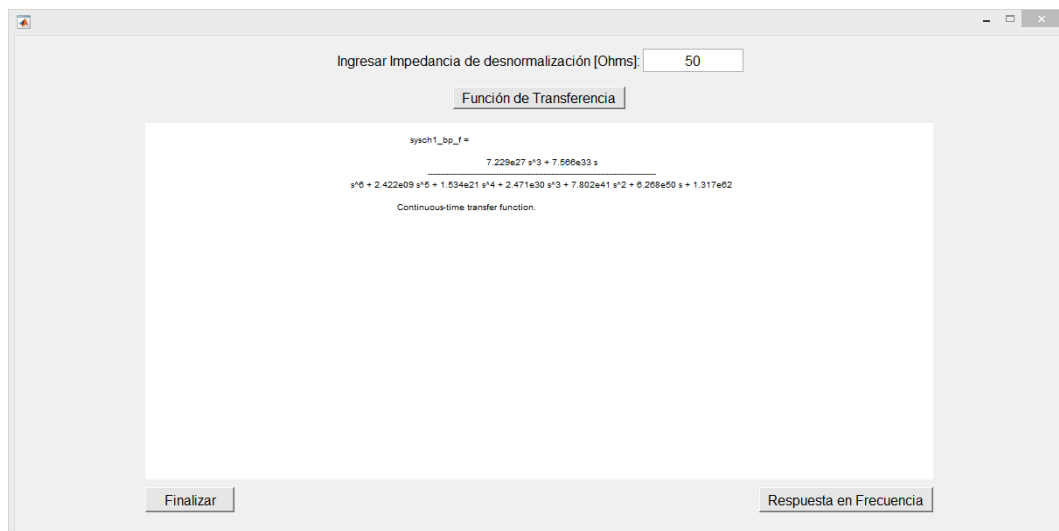 Ingresar Impedancia de desnormalización [Ohms]: 50
Función de Transferencia
sysch1_bp_f =
7.229e27 s^3 + 7.566e33 s
-----------------------------------------------------------------------------------------
s^6 + 2.422e09 s^5 + 1.534e21 s^4 + 2.471e30 s^3 + 7.802e41 s^2 + 6.268e50 s + 1.317e62
Continuous-time transfer function.
Finalizar
Respuesta en Frecuencia